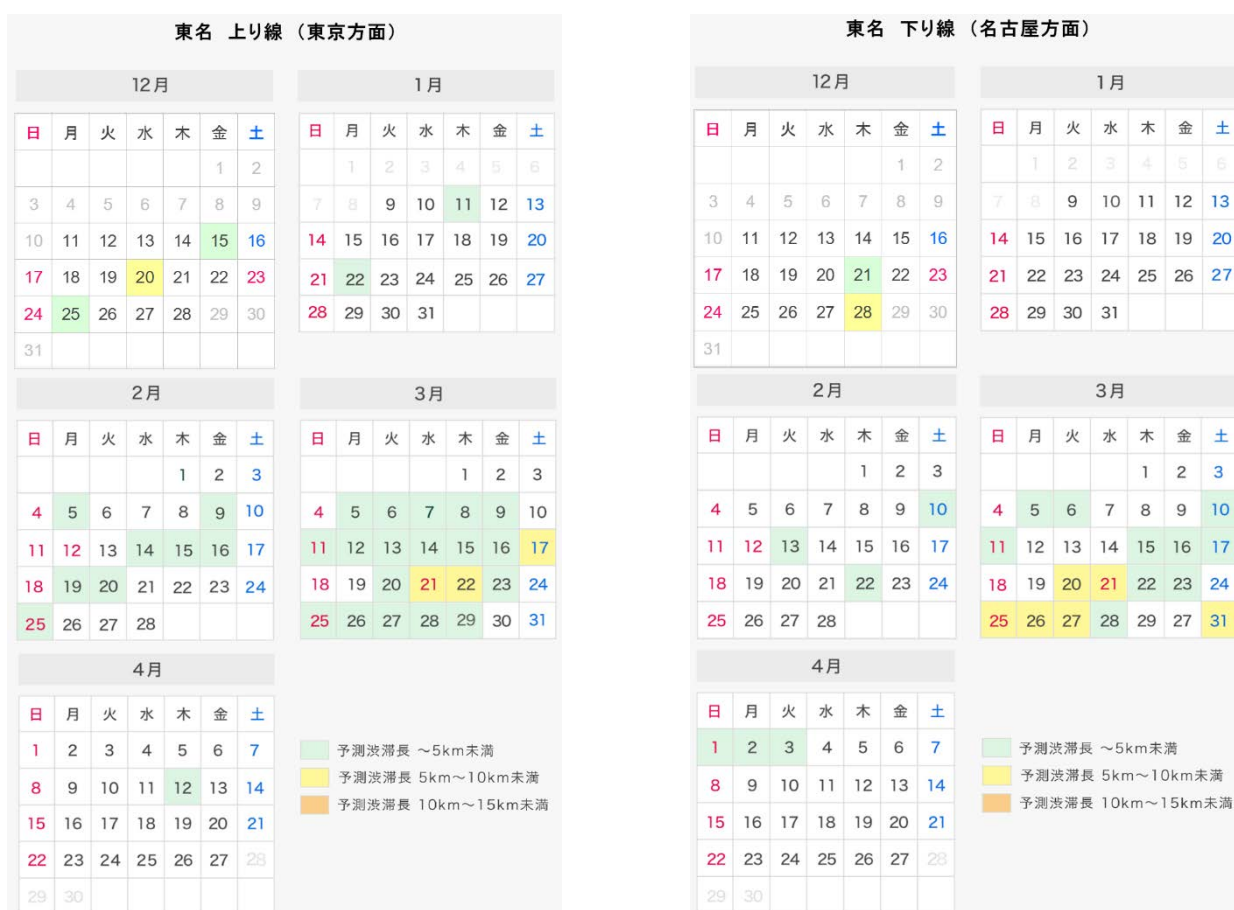 東名 上り線 (東京方面)
12月
日 月 火 水 木 金 土
1 2
3 4 5 6 7 8 9
10 11 12 13 14 15 16
17 18 19 20 21 22 23
24 25 26 27 28 29 30
31
1月
日 月 火 水 木 金 土
1 2 3 4 5 6
7 8 9 10 11 12 13
14 15 16 17 18 19 20
21 22 23 24 25 26 27
28 29 30 31
2月
日 月 火 水 木 金 土
1 2 3
4 5 6 7 8 9 10
11 12 13 14 15 16 17
18 19 20 21 22 23 24
25 26 27 28
3月
日 月 火 水 木 金 土
1 2 3
4 5 6 7 8 9 10
11 12 13 14 15 16 17
18 19 20 21 22 23 24
25 26 27 28 29 30 31
4月
日 月 火 水 木 金 土
1 2 3 4 5 6 7
8 9 10 11 12 13 14
15 16 17 18 19 20 21
22 23 24 25 26 27 28
29 30
予測渋滞長 ~5km未満
予測渋滞長 5km~10km未満
予測渋滞長 10km~15km未満
東名 下り線 (名古屋方面)
12月
日 月 火 水 木 金 土
1 2
3 4 5 6 7 8 9
10 11 12 13 14 15 16
17 18 19 20 21 22 23
24 25 26 27 28 29 30
31
1月
日 月 火 水 木 金 土
1 2 3 4 5 6
7 8 9 10 11 12 13
14 15 16 17 18 19 20
21 22 23 24 25 26 27
28 29 30 31
2月
日 月 火 水 木 金 土
1 2 3
4 5 6 7 8 9 10
11 12 13 14 15 16 17
18 19 20 21 22 23 24
25 26 27 28
3月
日 月 火 水 木 金 土
1 2 3
4 5 6 7 8 9 10
11 12 13 14 15 16 17
18 19 20 21 22 23 24
25 26 27 28 29 27 31
4月
日 月 火 水 木 金 土
1 2 3 4 5 6 7
8 9 10 11 12 13 14
15 16 17 18 19 20 21
22 23 24 25 26 27 28
29 30
予測渋滞長 ~5km未満
予測渋滞長 5km~10km未満
予測渋滞長 10km~15km未満